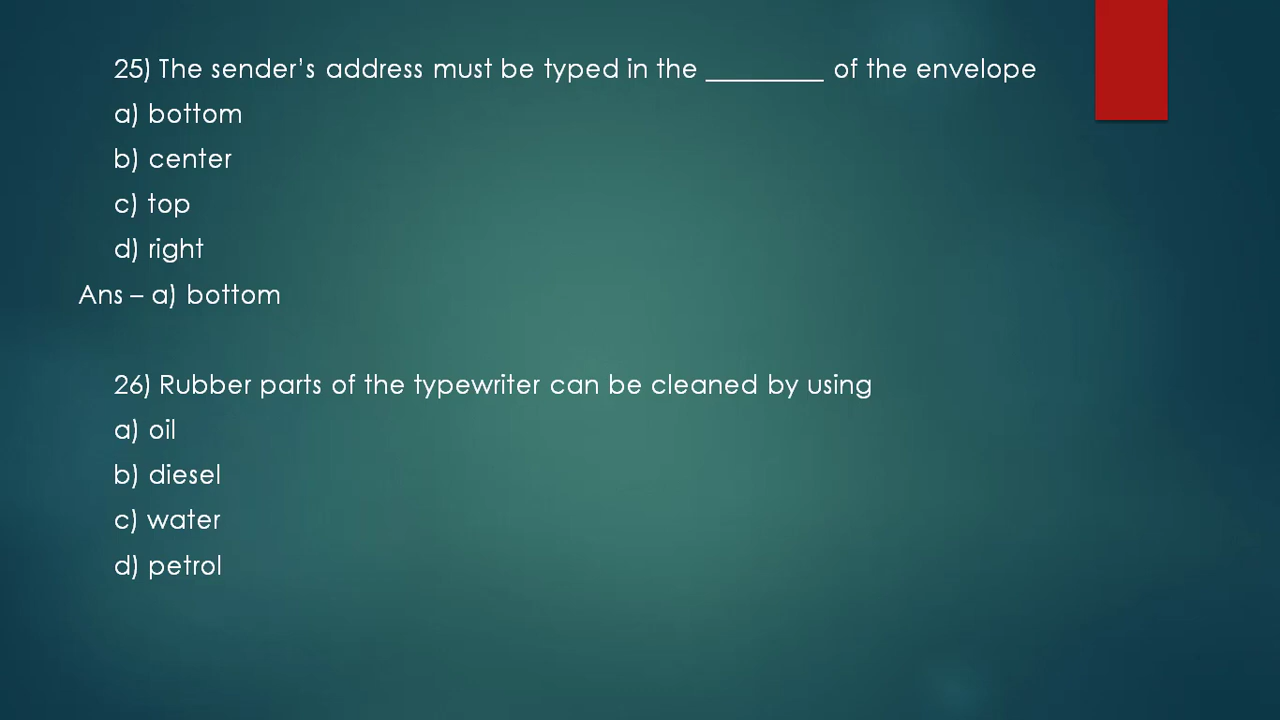 25) The sender’s address must be typed in the _________ of the envelope
a) bottom
b) center
c) top
d) right
Ans – a) bottom
26) Rubber parts of the typewriter can be cleaned by using
a) oil
b) diesel
c) water
d) petrol